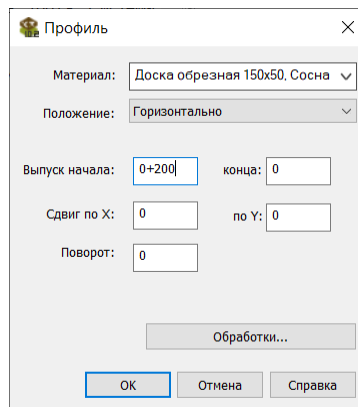 Профиль
Материал: Доска обрезная 150x50, Сосна
Положение: Горизонтально
Выпуск начала: 0+200 конца: 0
Сдвиг по X: 0 по Y: 0
Поворот: 0
Обработки...
ОК Отмена Справка